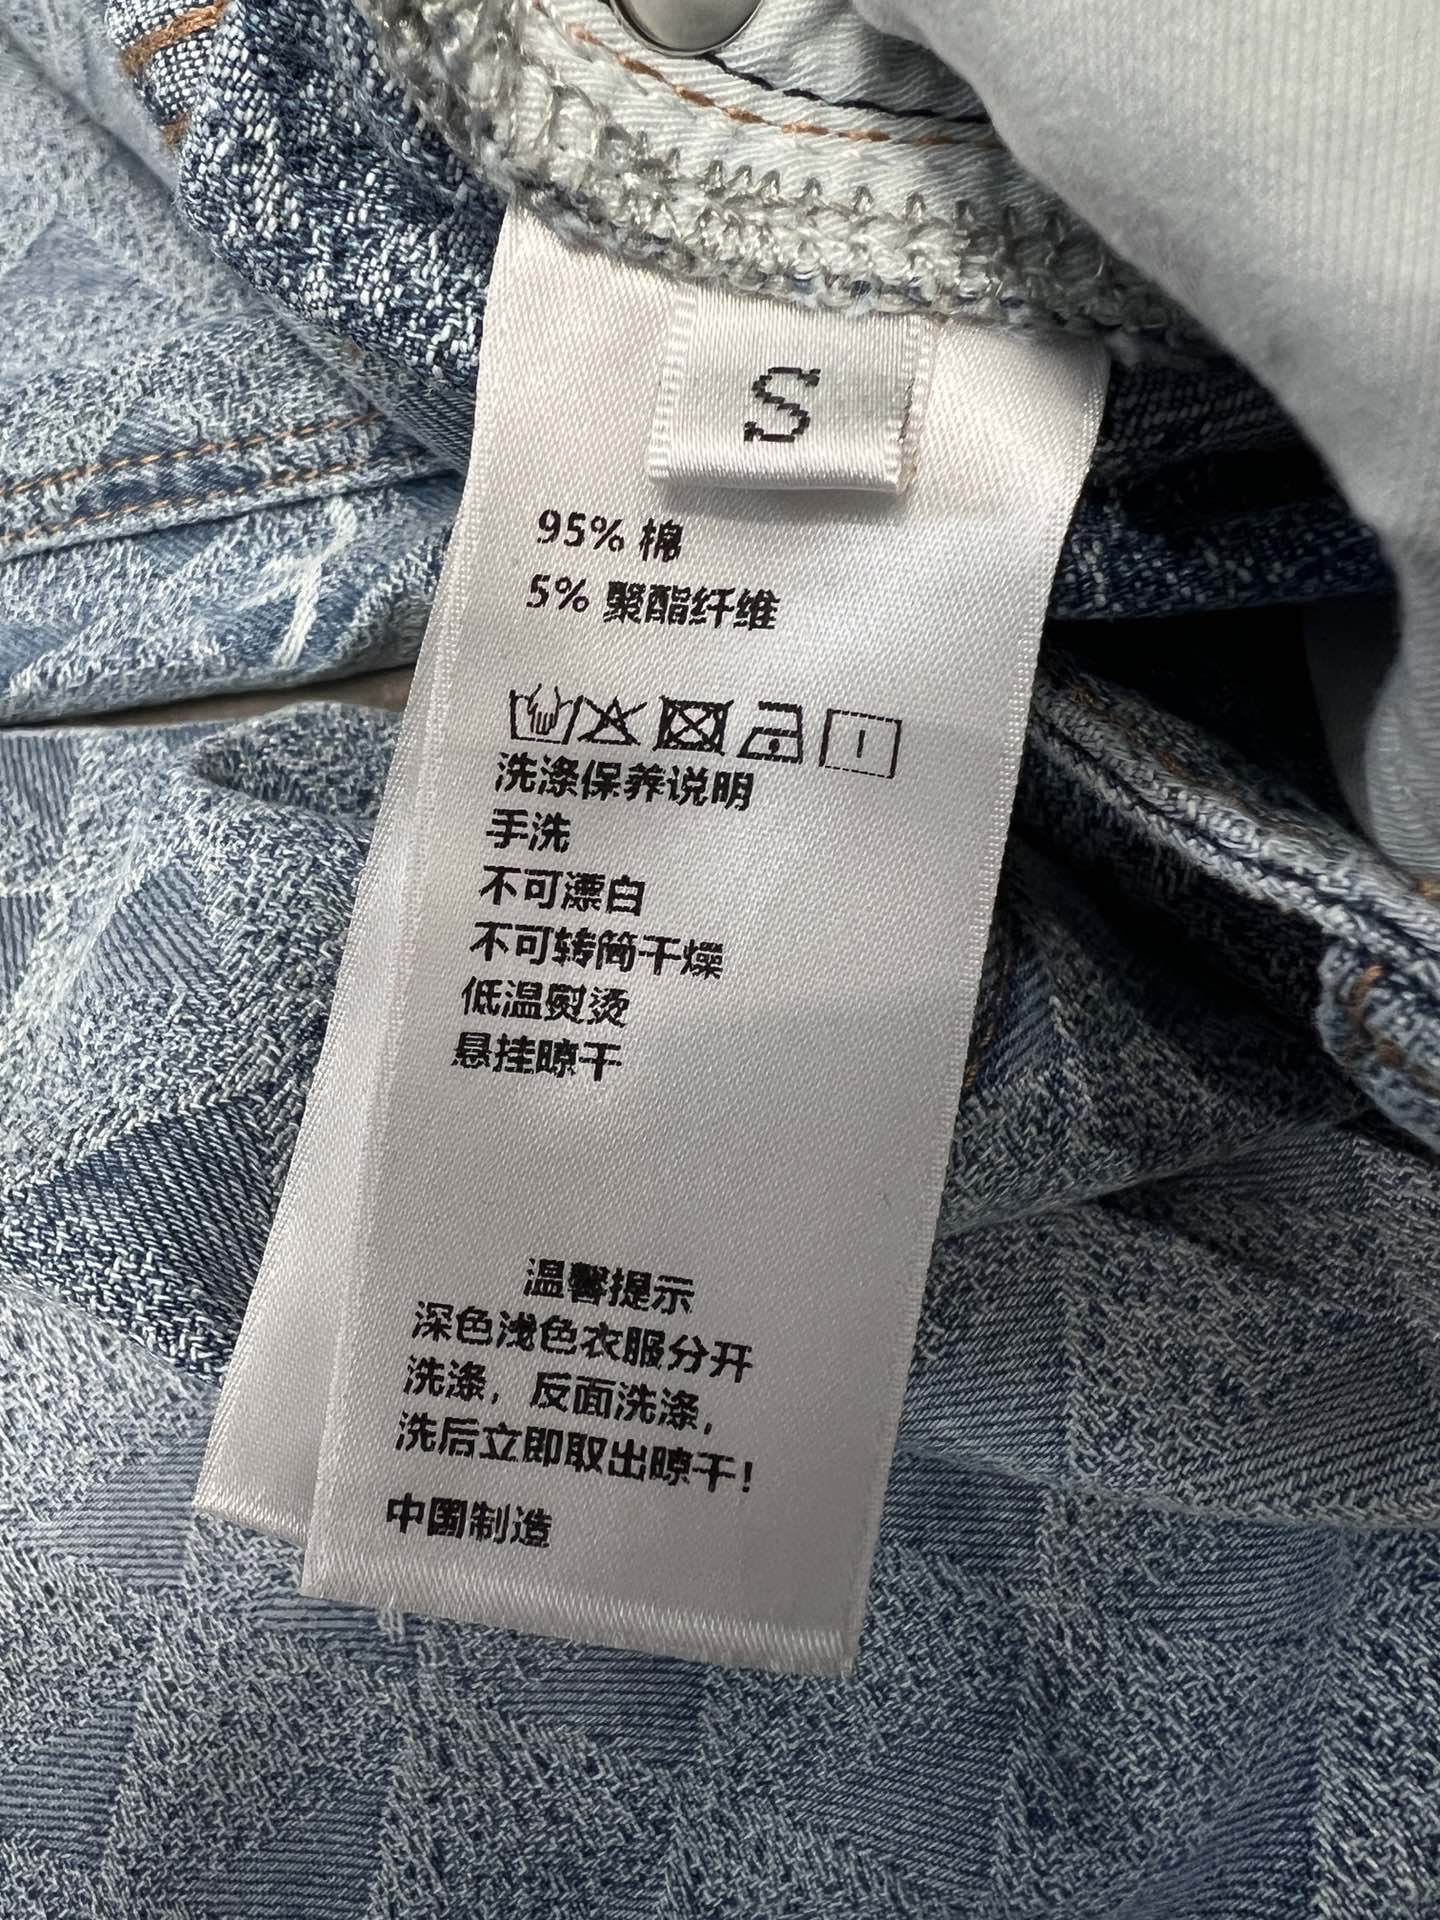 S
95% 棉
5% 聚酯纤维
洗涤保养说明
手洗
不可漂白
不可转筒干燥
低温熨烫
悬挂晾干
温馨提示
深色浅色衣服分开
洗涤，反面洗涤，
洗后立即取出晾干！
中国制造